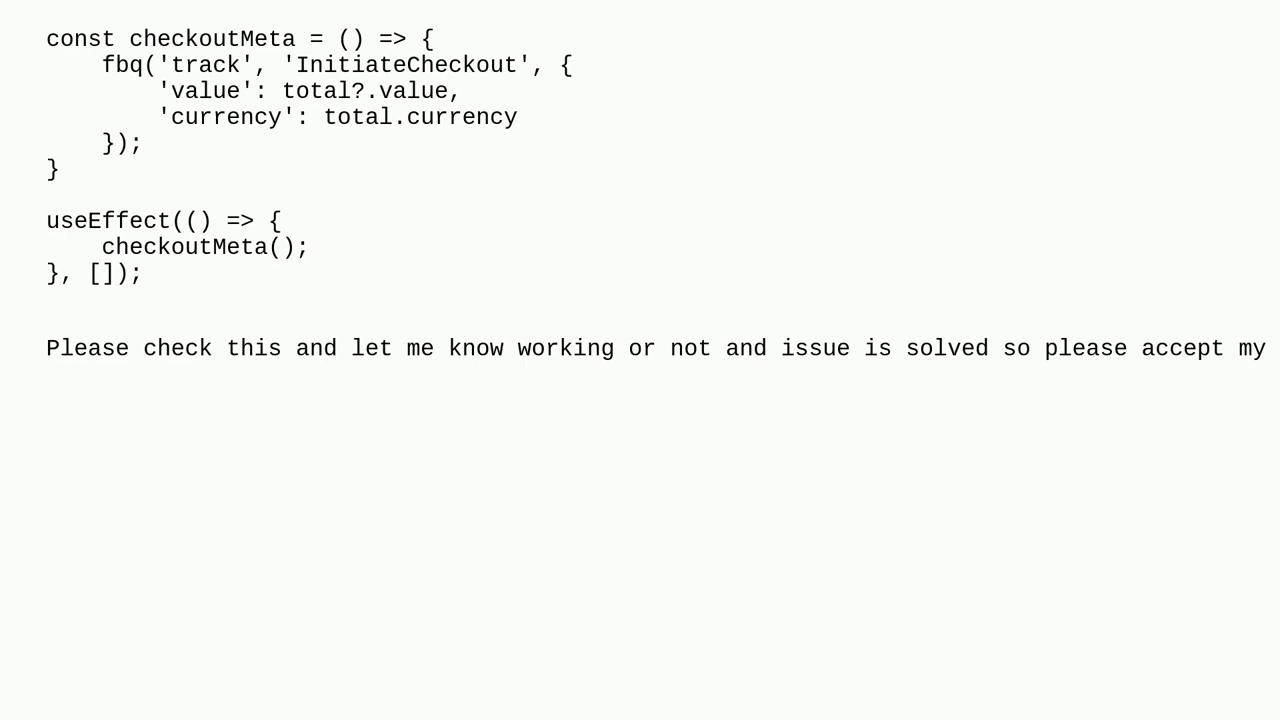 const checkoutMeta = () => {
    fbq('track', 'InitiateCheckout', {
        'value': total?.value,
        'currency': total.currency
    });
}

useEffect(() => {
    checkoutMeta();
}, []);

Please check this and let me know working or not and issue is solved so please accept my